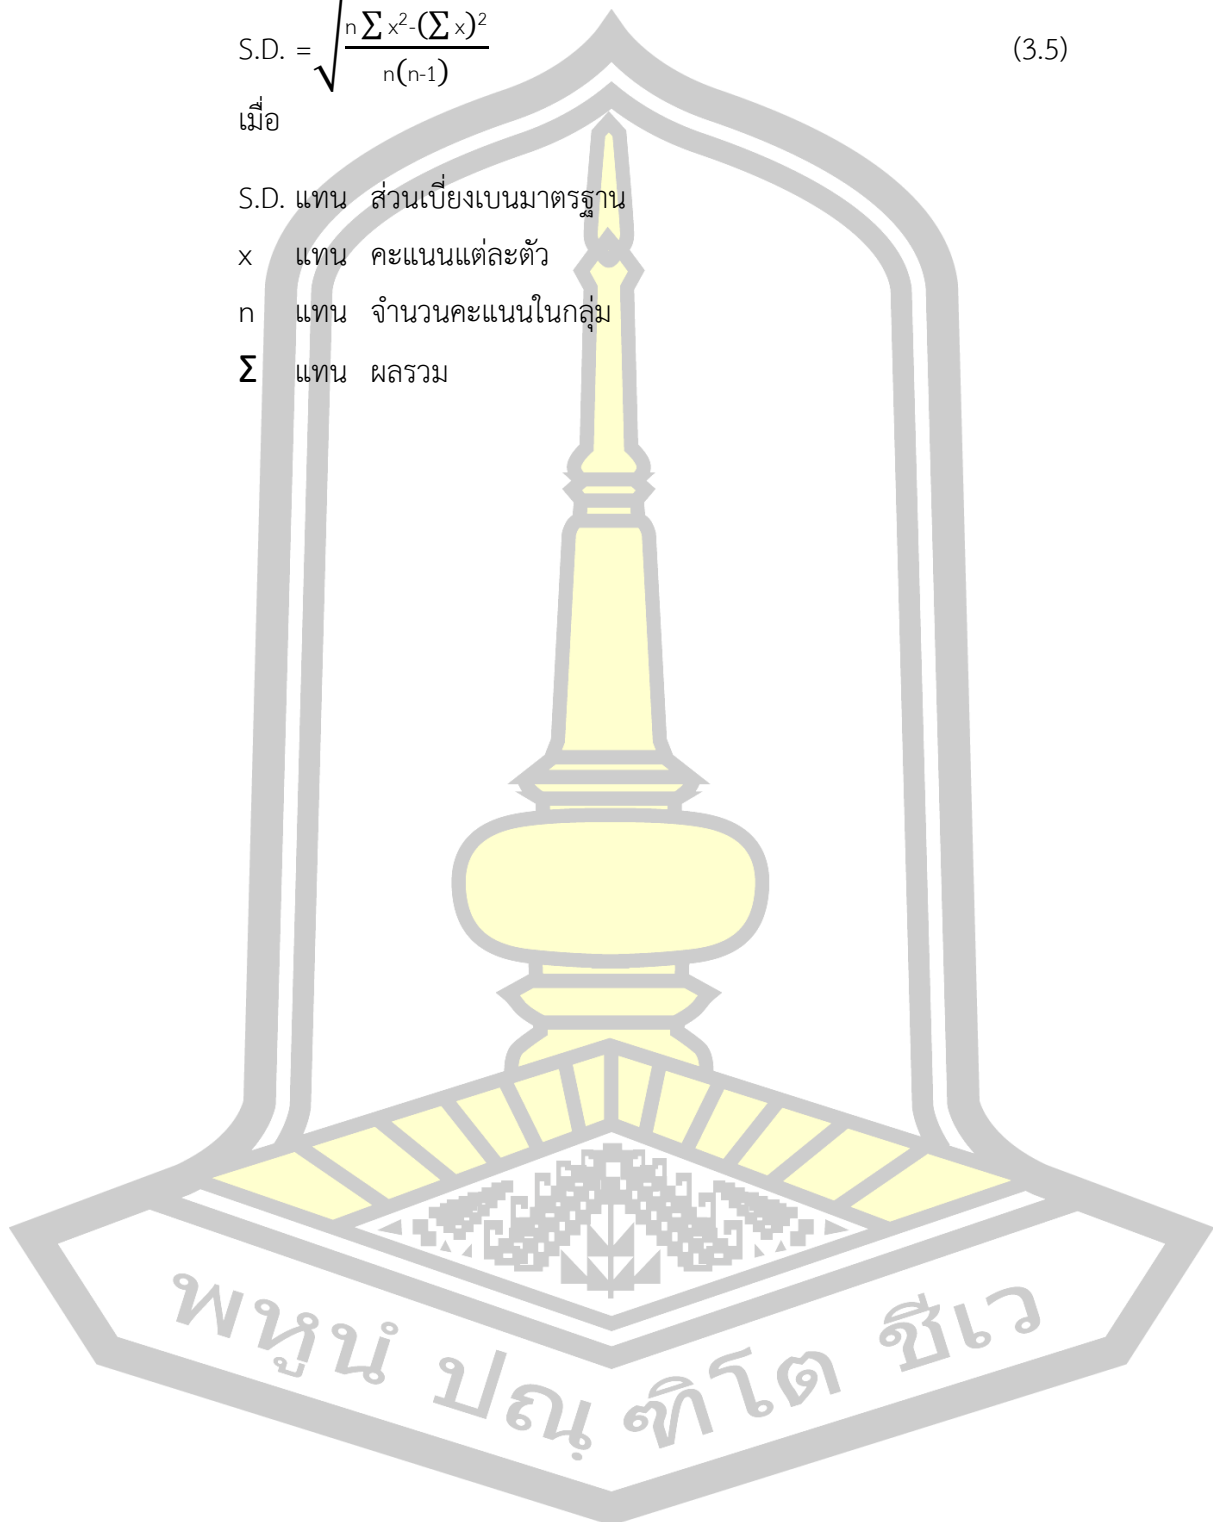 S.D. = √((n∑x²-(∑x)²)/(n(n-1))) (3.5)
เมื่อ
S.D. แทน ส่วนเบี่ยงเบนมาตรฐาน
x แทน คะแนนแต่ละตัว
n แทน จำนวนคะแนนในกลุ่ม
Σ แทน ผลรวม
พหูนํ ปณฺฑิโต ชีเว